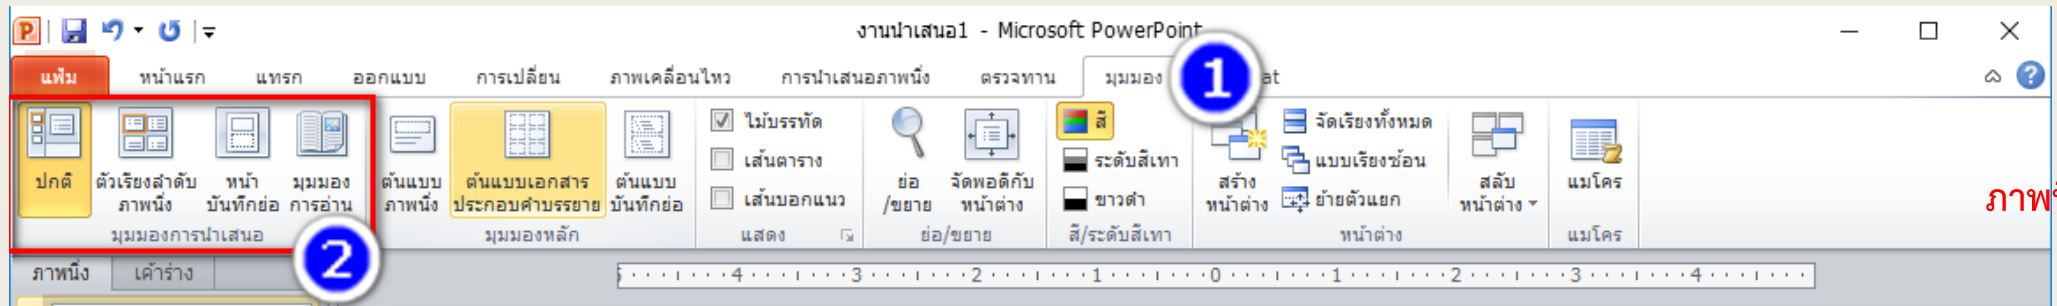 งานนำเสนอ1 - Microsoft PowerPoint
แฟ้ม หน้าแรก แทรก ออกแบบ การเปลี่ยน ภาพเคลื่อนไหว การนำเสนอภาพนิ่ง ตรวจทาน มุมมอง
1
ไม้บรรทัด สี จัดเรียงทั้งหมด
เส้นตาราง ระดับสีเทา แบบเรียงซ้อน
ปกติ ตัวเรียงลำดับ หน้า มุมมอง ต้นแบบ ต้นแบบเอกสาร ต้นแบบ ย่อ จัดพอดีกับ สร้าง สลับ แมโคร
ภาพนิ่ง บันทึกย่อ การอ่าน ภาพนิ่ง ประกอบคำบรรยาย บันทึกย่อ เส้นบอกแนว /ขยาย หน้าต่าง ขาวดำ หน้าต่าง ย้ายตัวแยก หน้าต่าง
มุมมองการนำเสนอ มุมมองหลัก แสดง ย่อ/ขยาย สี/ระดับสีเทา หน้าต่าง แมโคร
2
ภาพนิ่ง เค้าร่าง
4 3 2 1 0 1 2 3 4